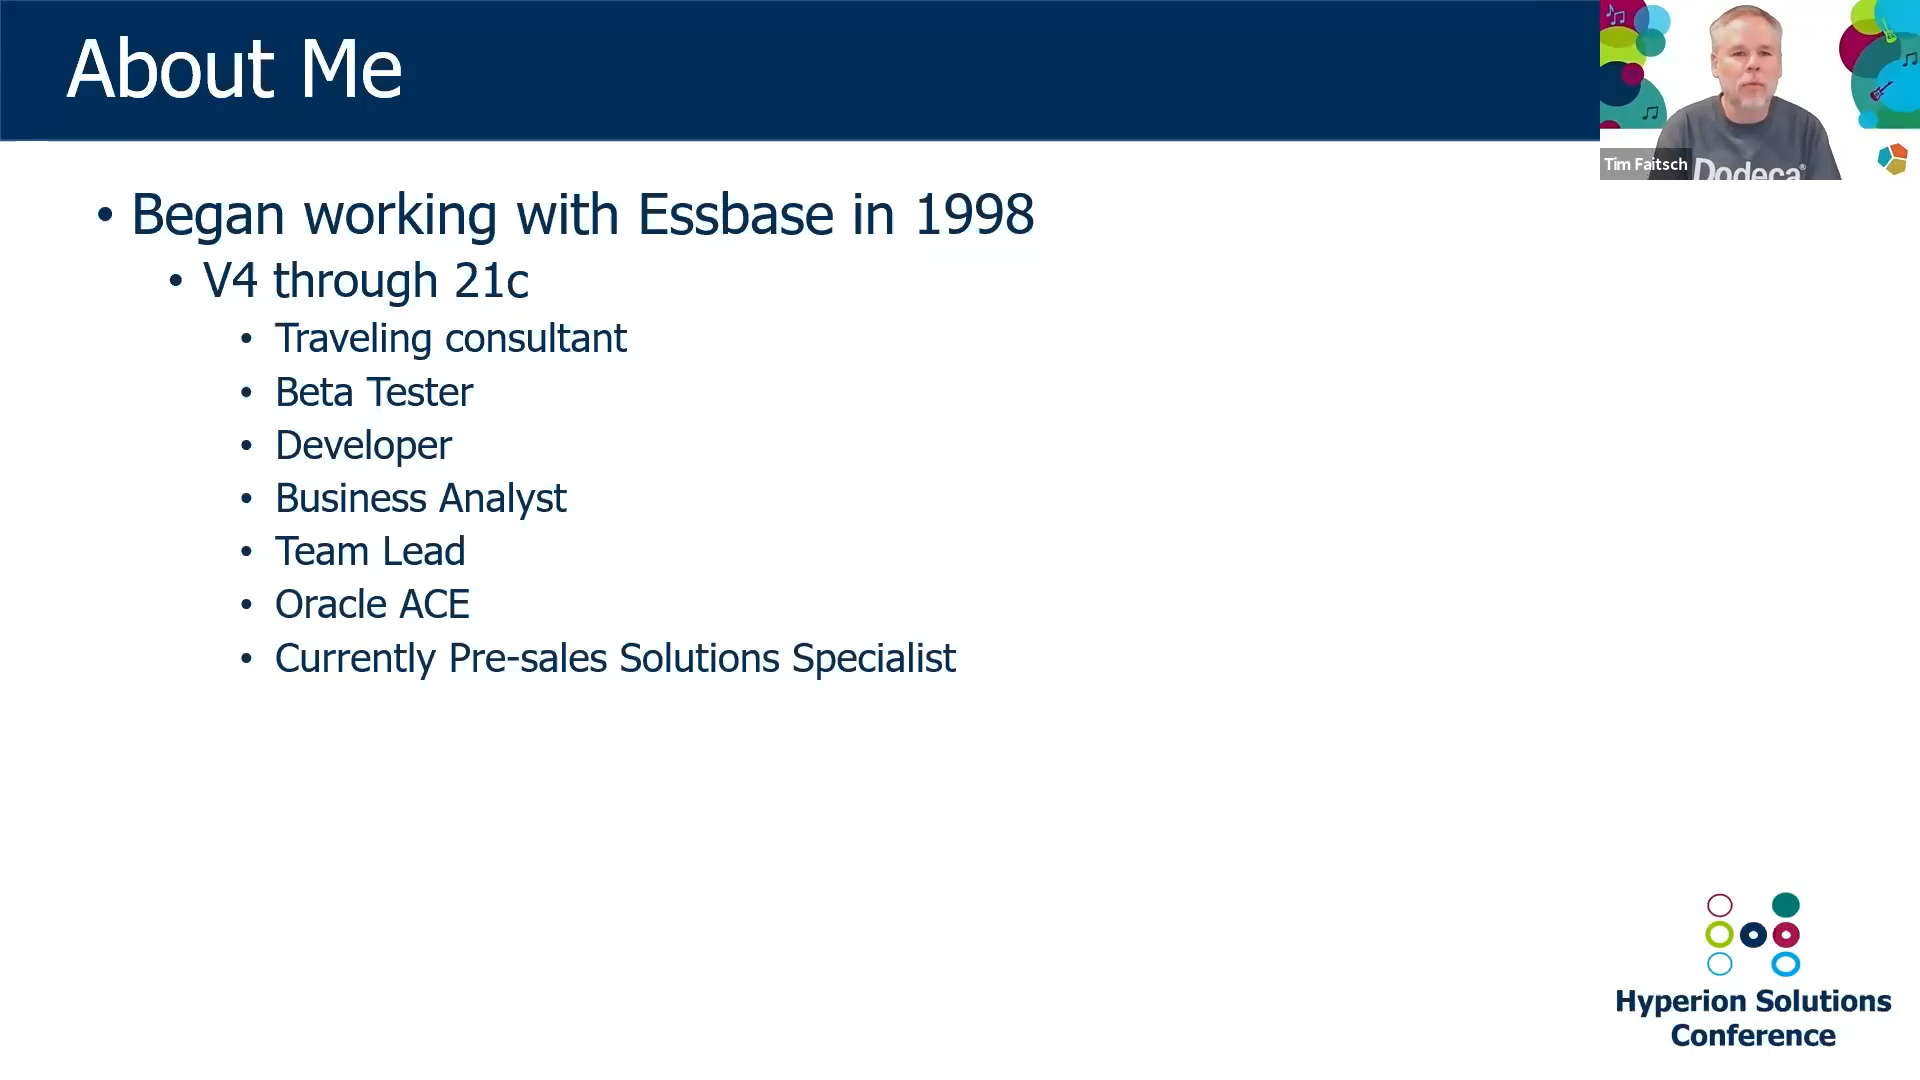 About Me
Tim Faitsch
Dodeca®
• Began working with Essbase in 1998
• V4 through 21c
• Traveling consultant
• Beta Tester
• Developer
• Business Analyst
• Team Lead
• Oracle ACE
• Currently Pre-sales Solutions Specialist
Hyperion Solutions
Conference